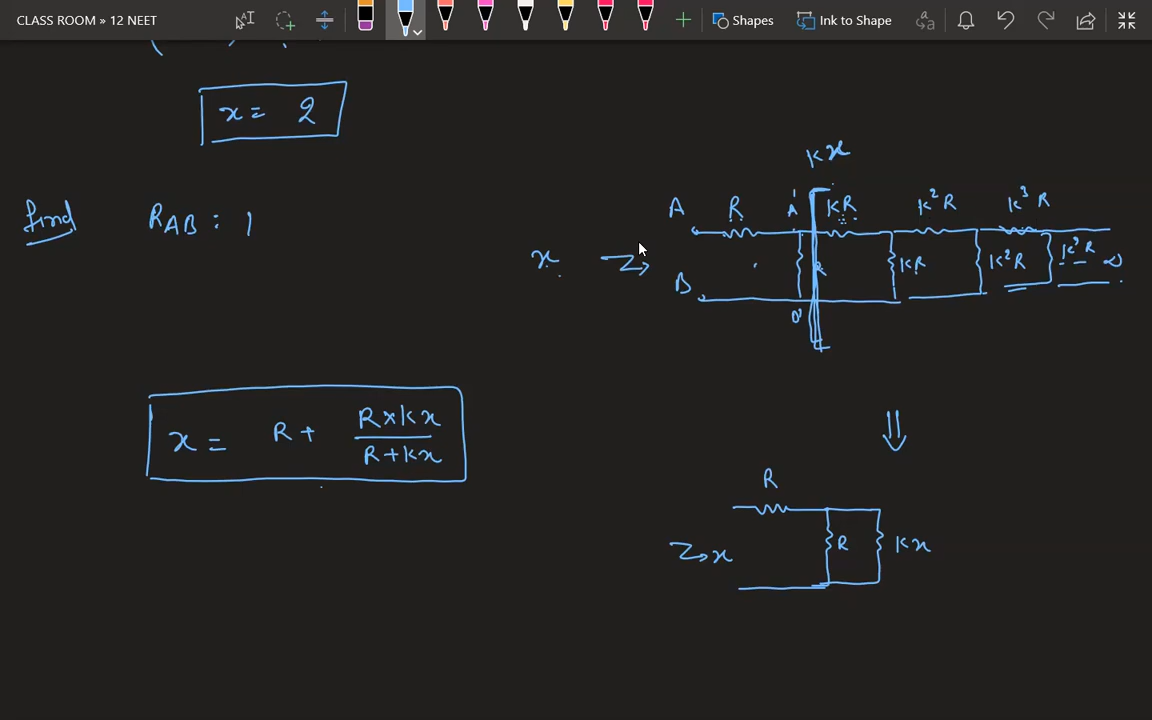 CLASS ROOM » 12 NEET
Shapes
Ink to Shape
x = 2
find R_AB : 1
kx
A R A' kR k²R k³R
x
B R kR k²R k³R ∞
x = R + (R×kx)/(R+kx)
R
x R kx